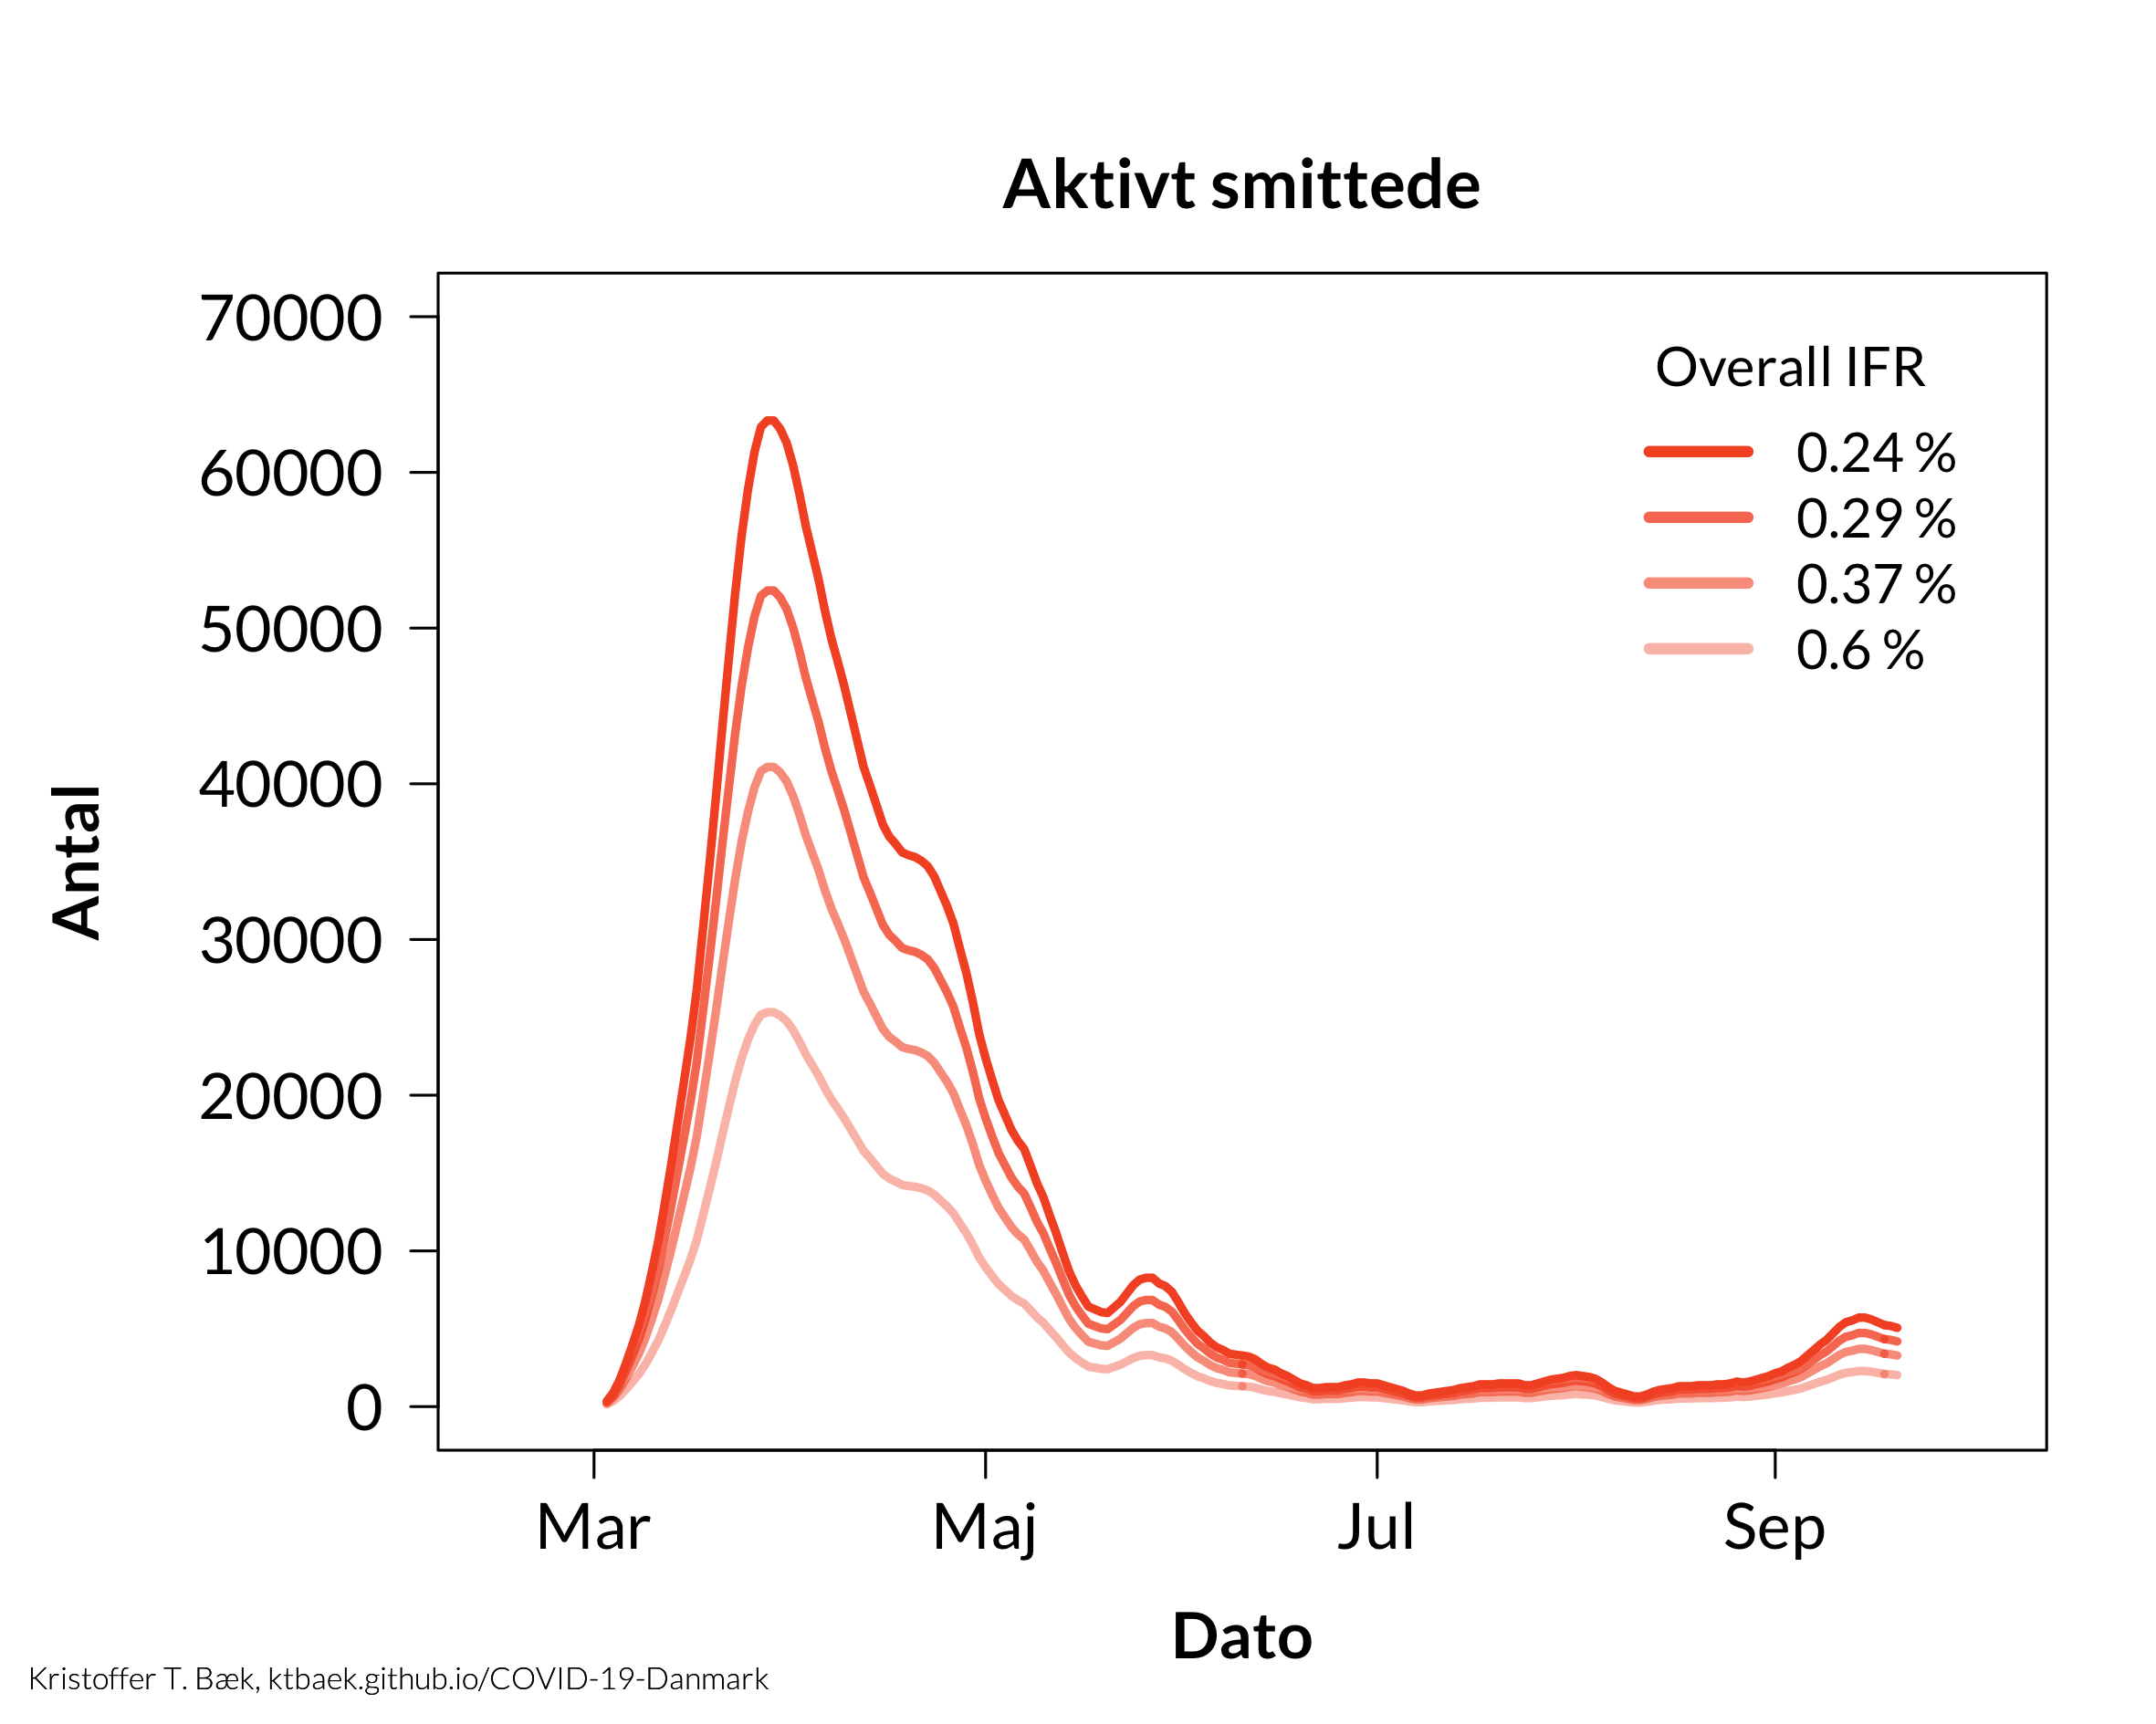 Aktivt smittede
70000
60000
50000
40000
30000
20000
10000
0
Antal
Overall IFR
0.24 %
0.29 %
0.37 %
0.6 %
Mar
Maj
Jul
Sep
Dato
Kristoffer T. Bæk, ktbaek.github.io/COVID-19-Danmark